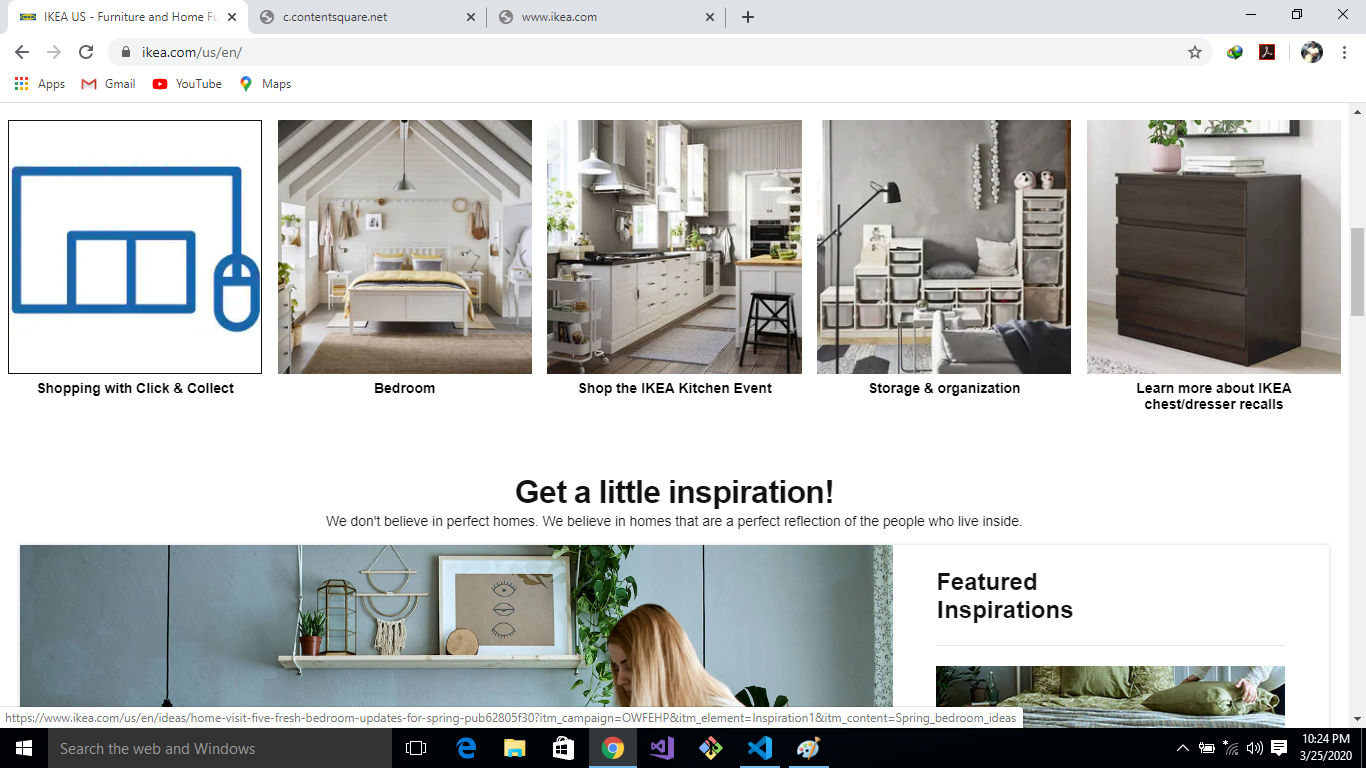 IKEA US - Furniture and Home Fu
c.contentsquare.net
www.ikea.com
ikea.com/us/en/
Apps
Gmail
YouTube
Maps
Shopping with Click & Collect
Bedroom
Shop the IKEA Kitchen Event
Storage & organization
Learn more about IKEA
chest/dresser recalls
Get a little inspiration!
We don't believe in perfect homes. We believe in homes that are a perfect reflection of the people who live inside.
Featured
Inspirations
https://www.ikea.com/us/en/ideas/home-visit-five-fresh-bedroom-updates-for-spring-pub62805f30?itm_campaign=OWFEHP&itm_element=Inspiration1&itm_content=Spring_bedroom_ideas
Search the web and Windows
10:24 PM
3/25/2020